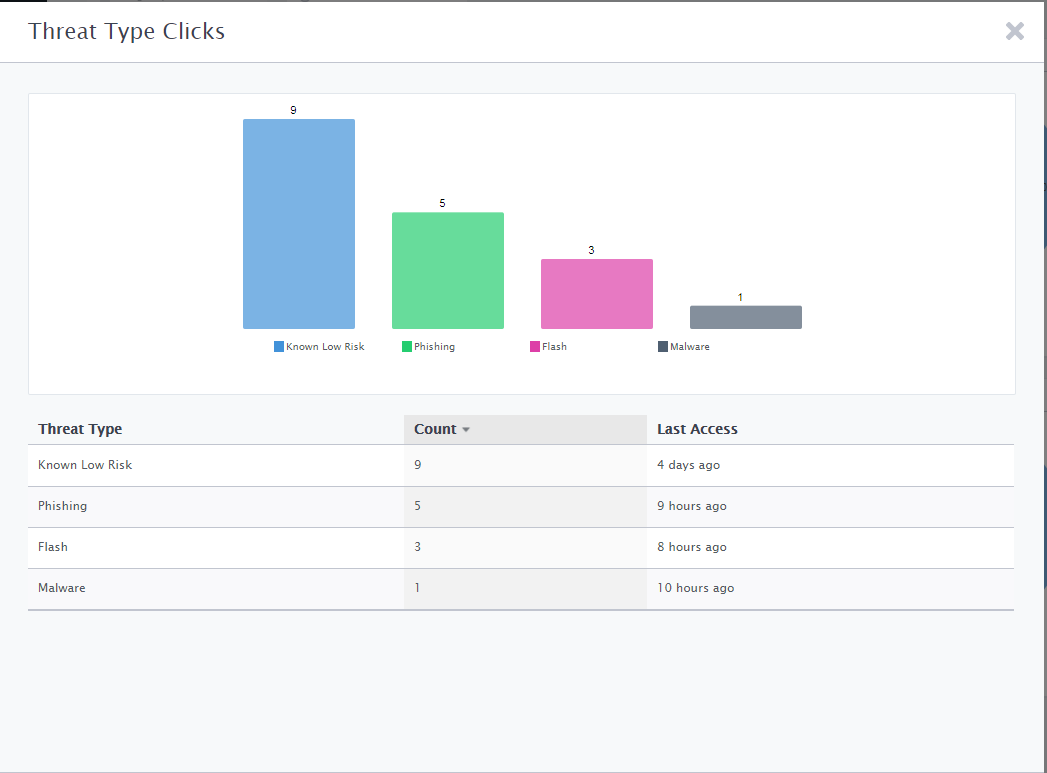 Threat Type Clicks
9
5
3
1
Known Low Risk Phishing Flash Malware
Threat Type Count Last Access
Known Low Risk 9 4 days ago
Phishing 5 9 hours ago
Flash 3 8 hours ago
Malware 1 10 hours ago